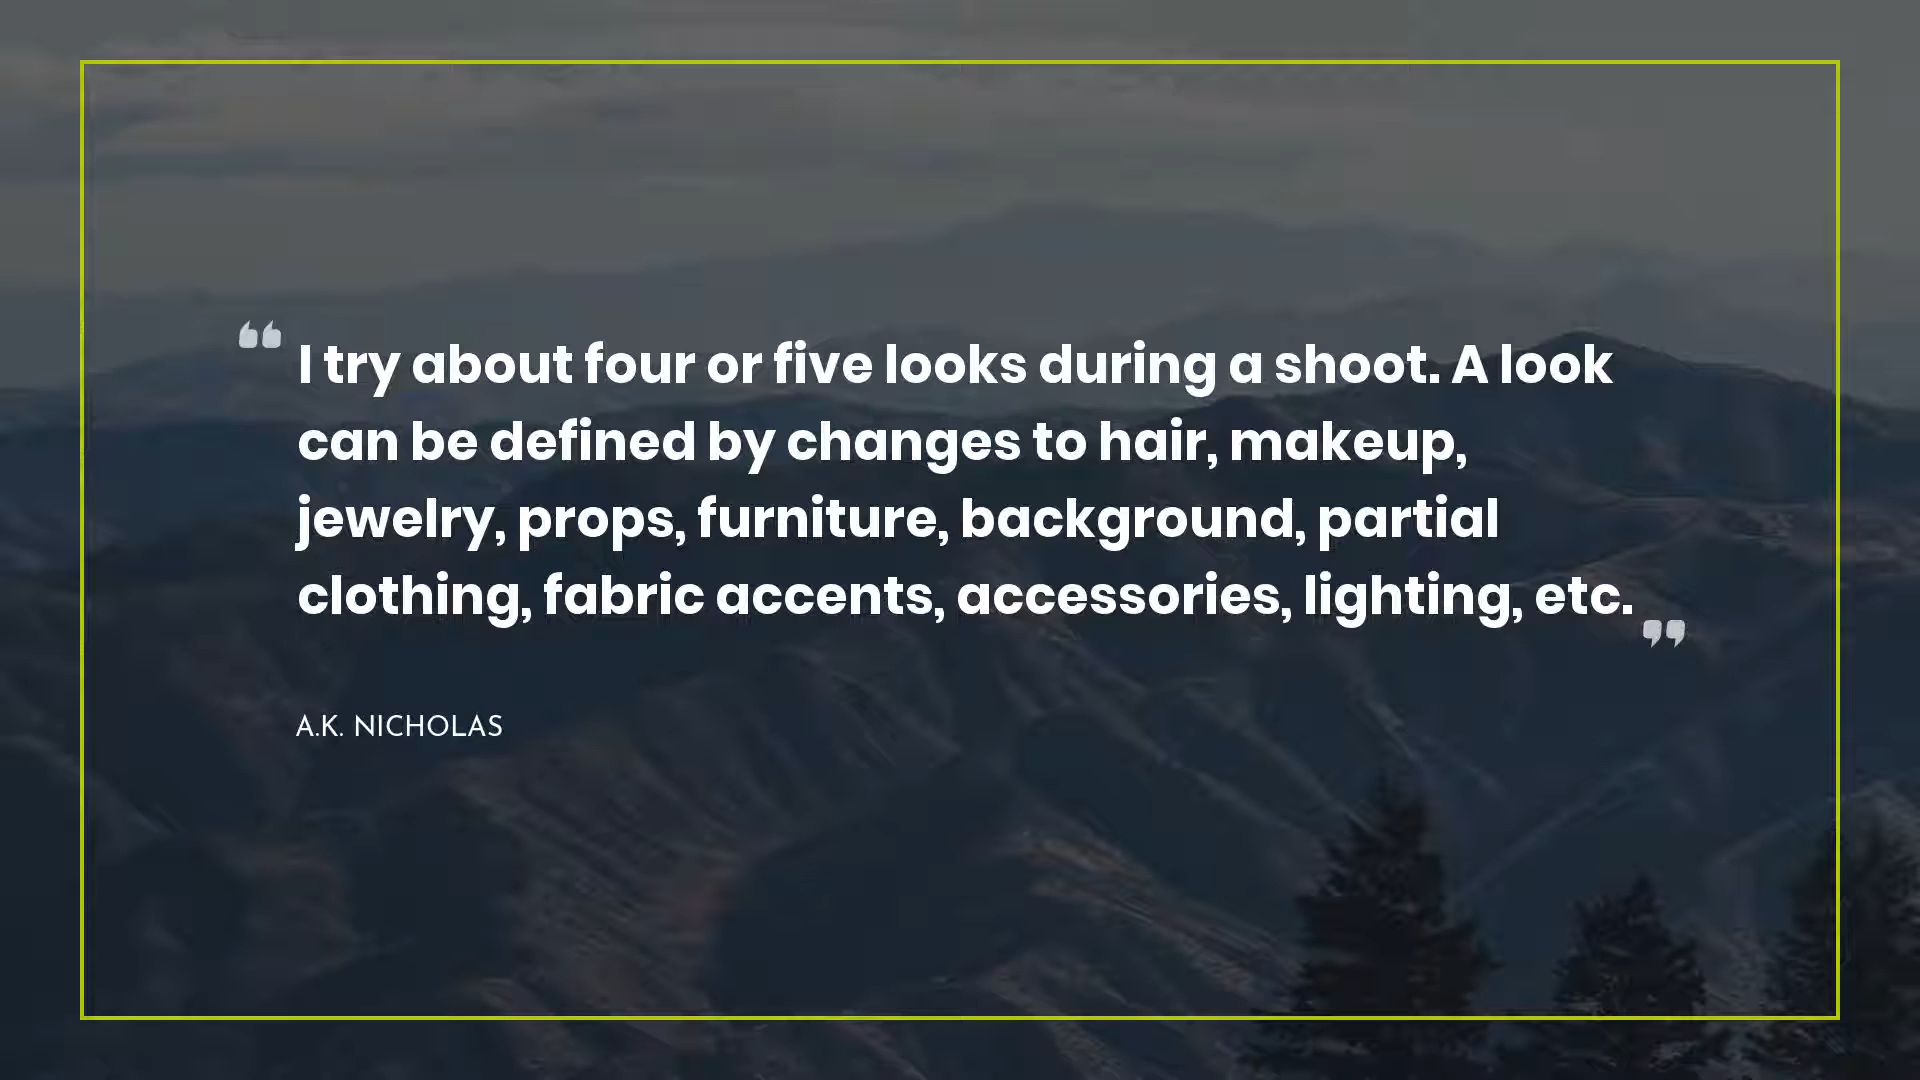 “ I try about four or five looks during a shoot. A look
can be defined by changes to hair, makeup,
jewelry, props, furniture, background, partial
clothing, fabric accents, accessories, lighting, etc. ”
A.K. NICHOLAS